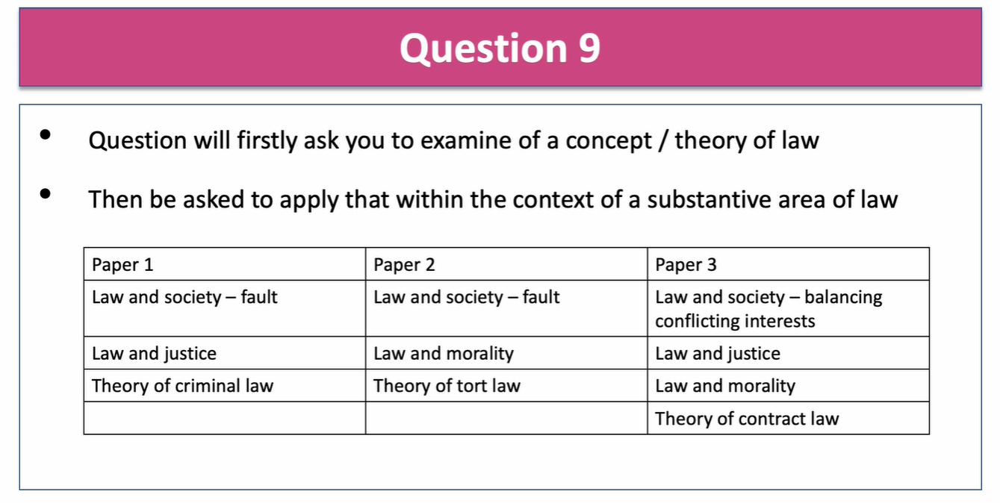 Question 9
• Question will firstly ask you to examine of a concept / theory of law
• Then be asked to apply that within the context of a substantive area of law
Paper 1 Paper 2 Paper 3
Law and society – fault Law and society – fault Law and society – balancing
conflicting interests
Law and justice Law and morality Law and justice
Theory of criminal law Theory of tort law Law and morality
Theory of contract law